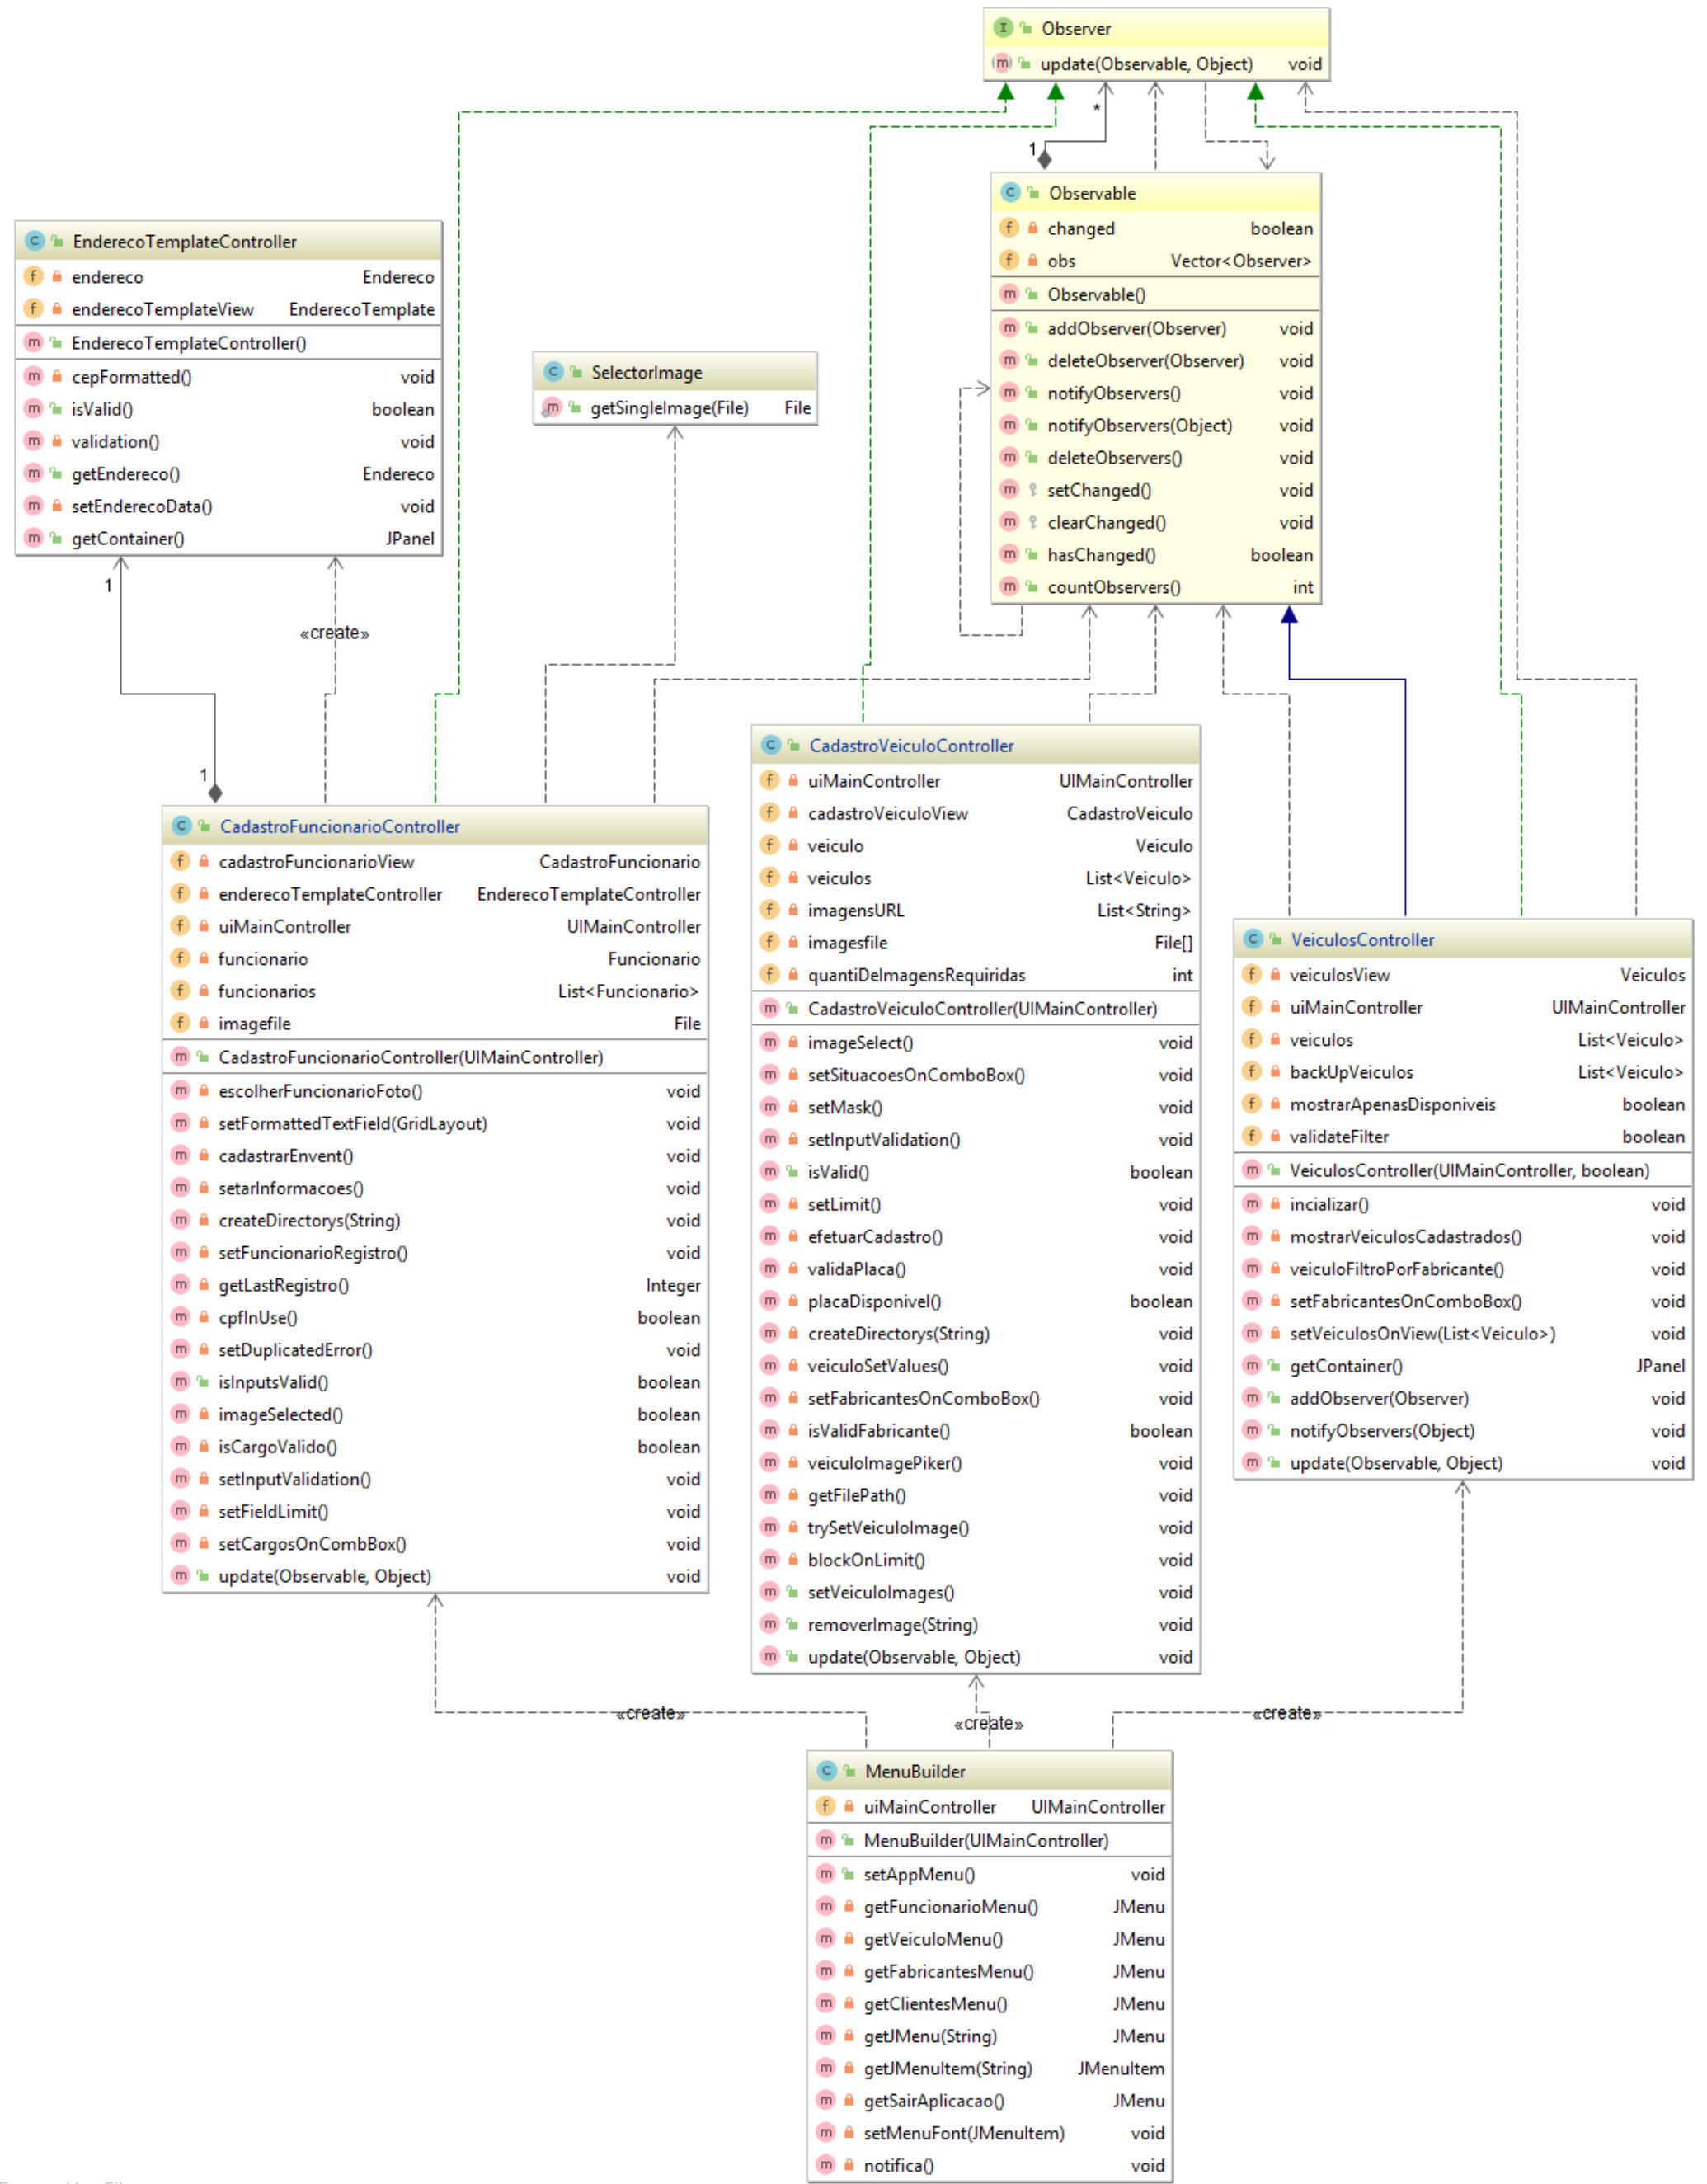 Observer
update(Observable, Object) void
*
1
Observable
changed boolean
obs Vector<Observer>
Observable()
addObserver(Observer) void
deleteObserver(Observer) void
notifyObservers() void
notifyObservers(Object) void
deleteObservers() void
setChanged() void
clearChanged() void
hasChanged() boolean
countObservers() int
EnderecoTemplateController
endereco Endereco
enderecoTemplateView EnderecoTemplate
EnderecoTemplateController()
cepFormatted() void
isValid() boolean
validation() void
getEndereco() Endereco
setEnderecoData() void
getContainer() JPanel
SelectorImage
getSingleImage(File) File
1
«create»
1
CadastroFuncionarioController
cadastroFuncionarioView CadastroFuncionario
enderecoTemplateController EnderecoTemplateController
uiMainController UIMainController
funcionario Funcionario
funcionarios List<Funcionario>
imagefile File
CadastroFuncionarioController(UIMainController)
escolherFuncionarioFoto() void
setFormattedTextField(GridLayout) void
cadastrarEnvent() void
setarInformacoes() void
createDirectorys(String) void
setFuncionarioRegistro() void
getLastRegistro() Integer
cpfInUse() boolean
setDuplicatedError() void
isInputsValid() boolean
imageSelected() boolean
isCargoValido() boolean
setInputValidation() void
setFieldLimit() void
setCargosOnCombBox() void
update(Observable, Object) void
CadastroVeiculoController
uiMainController UIMainController
cadastroVeiculoView CadastroVeiculo
veiculo Veiculo
veiculos List<Veiculo>
imagensURL List<String>
imagesfile File[]
quantiDeImagensRequiridas int
CadastroVeiculoController(UIMainController)
imageSelect() void
setSituacoesOnComboBox() void
setMask() void
setInputValidation() void
isValid() boolean
setLimit() void
efetuarCadastro() void
validaPlaca() void
placaDisponivel() boolean
createDirectorys(String) void
veiculoSetValues() void
setFabricantesOnComboBox() void
isValidFabricante() boolean
veiculoImagePiker() void
getFilePath() void
trySetVeiculoImage() void
blockOnLimit() void
setVeiculoImages() void
removerImage(String) void
update(Observable, Object) void
VeiculosController
veiculosView Veiculos
uiMainController UIMainController
veiculos List<Veiculo>
backUpVeiculos List<Veiculo>
mostrarApenasDisponiveis boolean
validateFilter boolean
VeiculosController(UIMainController, boolean)
incializar() void
mostrarVeiculosCadastrados() void
veiculoFiltroPorFabricante() void
setFabricantesOnComboBox() void
setVeiculosOnView(List<Veiculo>) void
getContainer() JPanel
addObserver(Observer) void
notifyObservers(Object) void
update(Observable, Object) void
«create»
«create»
«create»
MenuBuilder
uiMainController UIMainController
MenuBuilder(UIMainController)
setAppMenu() void
getFuncionarioMenu() JMenu
getVeiculoMenu() JMenu
getFabricantesMenu() JMenu
getClientesMenu() JMenu
getJMenu(String) JMenu
getJMenuItem(String) JMenuItem
getSairAplicacao() JMenu
setMenuFont(JMenuItem) void
notifica() void